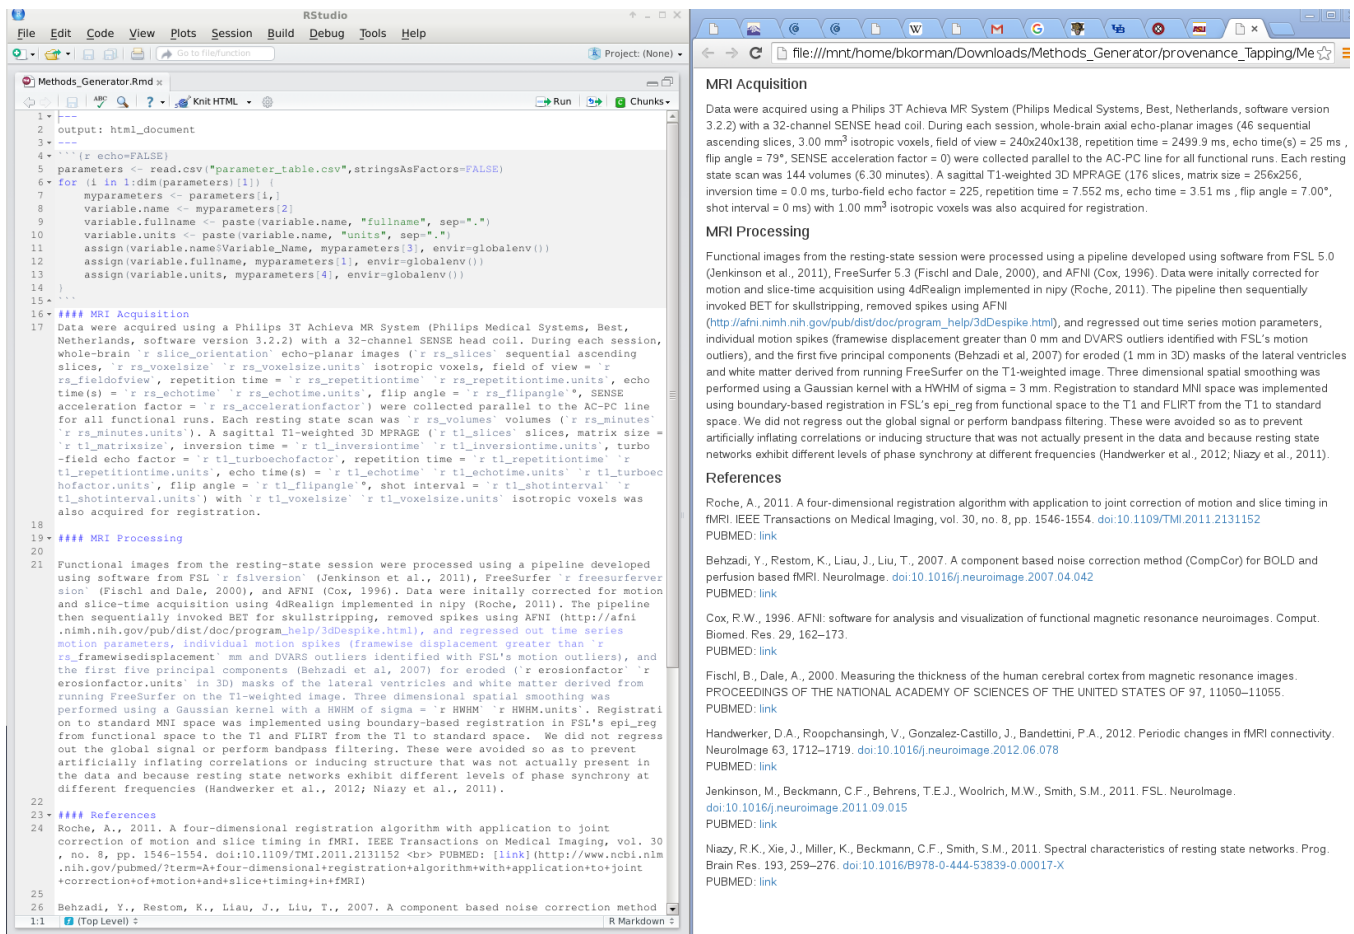 RStudio
File Edit Code View Plots Session Build Debug Tools Help
Go to file/function
Project: (None)
Methods_Generator.Rmd ×
ABC
? Knit HTML
Run
Chunks
1 ---
2 output: html_document
3 ---
4 ```{r echo=FALSE}
5 parameters <- read.csv("parameter_table.csv",stringsAsFactors=FALSE)
6 for (i in 1:dim(parameters)[1]) {
7 myparameters <- parameters[i,]
8 variable.name <- myparameters[2]
9 variable.fullname <- paste(variable.name, "fullname", sep=".")
10 variable.units <- paste(variable.name, "units", sep=".")
11 assign(variable.name$Variable_Name, myparameters[3], envir=globalenv())
12 assign(variable.fullname, myparameters[1], envir=globalenv())
13 assign(variable.units, myparameters[4], envir=globalenv())
14 }
15 ```
16 #### MRI Acquisition
17 Data were acquired using a Philips 3T Achieva MR System (Philips Medical Systems, Best,
Netherlands, software version 3.2.2) with a 32-channel SENSE head coil. During each session,
whole-brain `r slice_orientation` echo-planar images (`r rs_slices` sequential ascending
slices, `r rs_voxelsize` `r rs_voxelsize.units` isotropic voxels, field of view = `r
rs_fieldofview`, repetition time = `r rs_repetitiontime` `r rs_repetitiontime.units`, echo
time(s) = `r rs_echotime` `r rs_echotime.units`, flip angle = `r rs_flipangle`°, SENSE
acceleration factor = `r rs_accelerationfactor`) were collected parallel to the AC-PC line
for all functional runs. Each resting state scan was `r rs_volumes` volumes (`r rs_minutes`
`r rs_minutes.units`). A sagittal T1-weighted 3D MPRAGE (`r t1_slices` slices, matrix size =
`r t1_matrixsize`, inversion time = `r t1_inversiontime` `r t1_inversiontime.units`, turbo
-field echo factor = `r t1_turboechofactor`, repetition time = `r t1_repetitiontime` `r
t1_repetitiontime.units`, echo time(s) = `r t1_echotime` `r t1_echotime.units` `r t1_turboec
hofactor.units`, flip angle = `r t1_flipangle`°, shot interval = `r t1_shotinterval` `r
t1_shotinterval.units`) with `r t1_voxelsize` `r t1_voxelsize.units` isotropic voxels was
also acquired for registration.
18
19 #### MRI Processing
20
21 Functional images from the resting-state session were processed using a pipeline developed
using software from FSL `r fslversion` (Jenkinson et al., 2011), FreeSurfer `r freesurferver
sion` (Fischl and Dale, 2000), and AFNI (Cox, 1996). Data were initally corrected for motion
and slice-time acquisition using 4dRealign implemented in nipy (Roche, 2011). The pipeline
then sequentially invoked BET for skullstripping, removed spikes using AFNI (http://afni
.nimh.nih.gov/pub/dist/doc/program_help/3dDespike.html), and regressed out time series
motion parameters, individual motion spikes (framewise displacement greater than `r
rs_framewisedisplacement` mm and DVARS outliers identified with FSL's motion outliers), and
the first five principal components (Behzadi et al, 2007) for eroded (`r erosionfactor` `r
erosionfactor.units` in 3D) masks of the lateral ventricles and white matter derived from
running FreeSurfer on the T1-weighted image. Three dimensional spatial smoothing was
performed using a Gaussian kernel with a HWHM of sigma = `r HWHM` `r HWHM.units`. Registrati
on to standard MNI space was implemented using boundary-based registration in FSL's epi_reg
from functional space to the T1 and FLIRT from the T1 to standard space. We did not regress
out the global signal or perform bandpass filtering. These were avoided so as to prevent
artificially inflating correlations or inducing structure that was not actually present in
the data and because resting state networks exhibit different levels of phase synchrony at
different frequencies (Handwerker et al., 2012; Niazy et al., 2011).
22
23 #### References
24 Roche, A., 2011. A four-dimensional registration algorithm with application to joint
correction of motion and slice timing in fMRI. IEEE Transactions on Medical Imaging, vol. 30
, no. 8, pp. 1546-1554. doi:10.1109/TMI.2011.2131152 <br> PUBMED: [link](http://www.ncbi.nlm
.nih.gov/pubmed/?term=A+four-dimensional+registration+algorithm+with+application+to+joint
+correction+of+motion+and+slice+timing+in+fMRI)
25
26 Behzadi, Y., Restom, K., Liau, J., Liu, T., 2007. A component based noise correction method
1:1 (Top Level) R Markdown
W M G ASU
file:///mnt/home/bkorman/Downloads/Methods_Generator/provenance_Tapping/Me
MRI Acquisition
Data were acquired using a Philips 3T Achieva MR System (Philips Medical Systems, Best, Netherlands, software version
3.2.2) with a 32-channel SENSE head coil. During each session, whole-brain axial echo-planar images (46 sequential
ascending slices, 3.00 mm³ isotropic voxels, field of view = 240x240x138, repetition time = 2499.9 ms, echo time(s) = 25 ms ,
flip angle = 79°, SENSE acceleration factor = 0) were collected parallel to the AC-PC line for all functional runs. Each resting
state scan was 144 volumes (6.30 minutes). A sagittal T1-weighted 3D MPRAGE (176 slices, matrix size = 256x256,
inversion time = 0.0 ms, turbo-field echo factor = 225, repetition time = 7.552 ms, echo time = 3.51 ms , flip angle = 7.00°,
shot interval = 0 ms) with 1.00 mm³ isotropic voxels was also acquired for registration.
MRI Processing
Functional images from the resting-state session were processed using a pipeline developed using software from FSL 5.0
(Jenkinson et al., 2011), FreeSurfer 5.3 (Fischl and Dale, 2000), and AFNI (Cox, 1996). Data were initally corrected for
motion and slice-time acquisition using 4dRealign implemented in nipy (Roche, 2011). The pipeline then sequentially
invoked BET for skullstripping, removed spikes using AFNI
(http://afni.nimh.nih.gov/pub/dist/doc/program_help/3dDespike.html), and regressed out time series motion parameters,
individual motion spikes (framewise displacement greater than 0 mm and DVARS outliers identified with FSL's motion
outliers), and the first five principal components (Behzadi et al, 2007) for eroded (1 mm in 3D) masks of the lateral ventricles
and white matter derived from running FreeSurfer on the T1-weighted image. Three dimensional spatial smoothing was
performed using a Gaussian kernel with a HWHM of sigma = 3 mm. Registration to standard MNI space was implemented
using boundary-based registration in FSL's epi_reg from functional space to the T1 and FLIRT from the T1 to standard
space. We did not regress out the global signal or perform bandpass filtering. These were avoided so as to prevent
artificially inflating correlations or inducing structure that was not actually present in the data and because resting state
networks exhibit different levels of phase synchrony at different frequencies (Handwerker et al., 2012; Niazy et al., 2011).
References
Roche, A., 2011. A four-dimensional registration algorithm with application to joint correction of motion and slice timing in
fMRI. IEEE Transactions on Medical Imaging, vol. 30, no. 8, pp. 1546-1554. doi:10.1109/TMI.2011.2131152
PUBMED: link
Behzadi, Y., Restom, K., Liau, J., Liu, T., 2007. A component based noise correction method (CompCor) for BOLD and
perfusion based fMRI. NeuroImage. doi:10.1016/j.neuroimage.2007.04.042
PUBMED: link
Cox, R.W., 1996. AFNI: software for analysis and visualization of functional magnetic resonance neuroimages. Comput.
Biomed. Res. 29, 162–173.
PUBMED: link
Fischl, B., Dale, A., 2000. Measuring the thickness of the human cerebral cortex from magnetic resonance images.
PROCEEDINGS OF THE NATIONAL ACADEMY OF SCIENCES OF THE UNITED STATES OF 97, 11050–11055.
PUBMED: link
Handwerker, D.A., Roopchansingh, V., Gonzalez-Castillo, J., Bandettini, P.A., 2012. Periodic changes in fMRI connectivity.
NeuroImage 63, 1712–1719. doi:10.1016/j.neuroimage.2012.06.078
PUBMED: link
Jenkinson, M., Beckmann, C.F., Behrens, T.E.J., Woolrich, M.W., Smith, S.M., 2011. FSL. NeuroImage.
doi:10.1016/j.neuroimage.2011.09.015
PUBMED: link
Niazy, R.K., Xie, J., Miller, K., Beckmann, C.F., Smith, S.M., 2011. Spectral characteristics of resting state networks. Prog.
Brain Res. 193, 259–276. doi:10.1016/B978-0-444-53839-0.00017-X
PUBMED: link